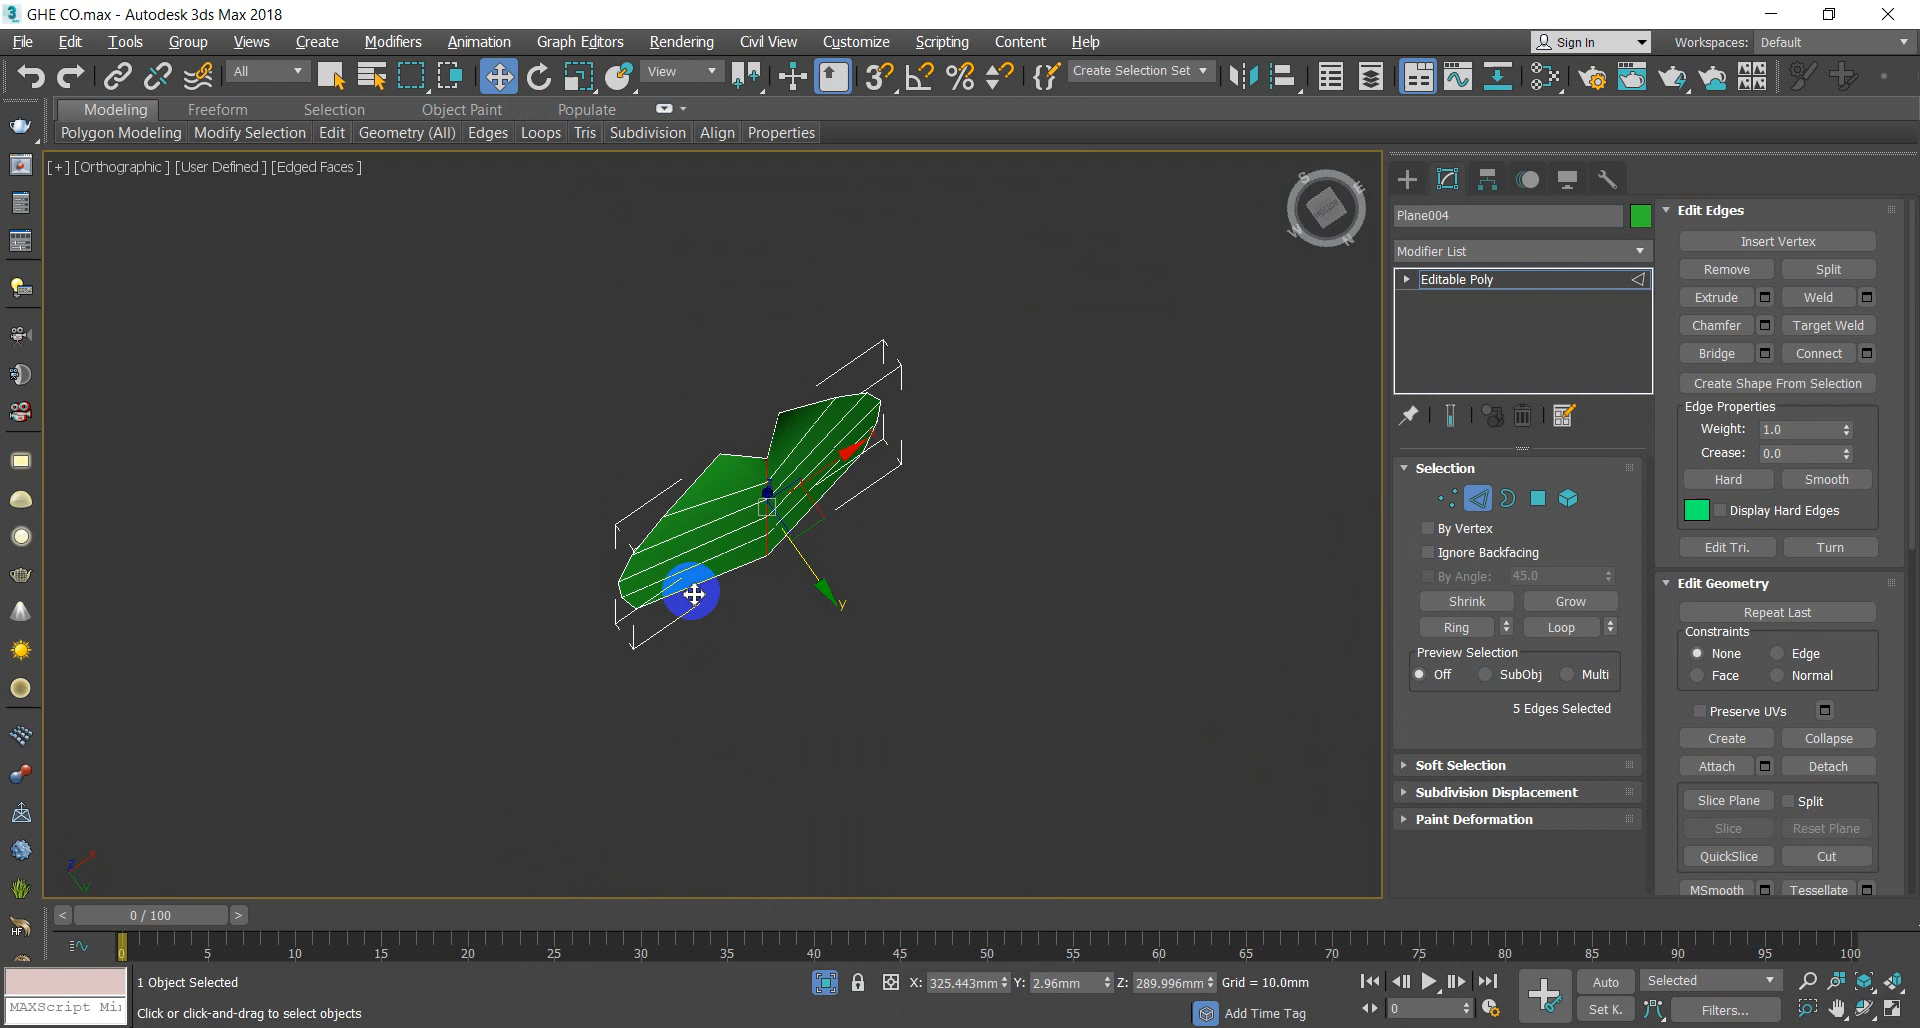 GHE CO.max - Autodesk 3ds Max 2018
File Edit Tools Group Views Create Modifiers Animation Graph Editors Rendering Civil View Customize Scripting Content Help Sign In Workspaces: Default
All View Create Selection Set
Modeling Freeform Selection Object Paint Populate
Polygon Modeling Modify Selection Edit Geometry (All) Edges Loops Tris Subdivision Align Properties
[+] [Orthographic ] [User Defined ] [Edged Faces ]
S E W N
BOTTOM
y
z x y
Plane004
Modifier List
Editable Poly
Selection
By Vertex
Ignore Backfacing
By Angle: 45.0
Shrink Grow
Ring Loop
Preview Selection
Off SubObj Multi
5 Edges Selected
Soft Selection
Subdivision Displacement
Paint Deformation
Edit Edges
Insert Vertex
Remove Split
Extrude Weld
Chamfer Target Weld
Bridge Connect
Create Shape From Selection
Edge Properties
Weight: 1.0
Crease: 0.0
Hard Smooth
Display Hard Edges
Edit Tri. Turn
Edit Geometry
Repeat Last
Constraints
None Edge
Face Normal
Preserve UVs
Create Collapse
Attach Detach
Slice Plane Split
Slice Reset Plane
QuickSlice Cut
MSmooth Tessellate
HF
< 0 / 100 >
0 5 10 15 20 25 30 35 40 45 50 55 60 65 70 75 80 85 90 95 100
1 Object Selected X: 325.443mm Y: 2.96mm Z: 289.996mm Grid = 10.0mm Auto Selected
MAXScript Mi Click or click-and-drag to select objects Add Time Tag 0 Set K. Filters...